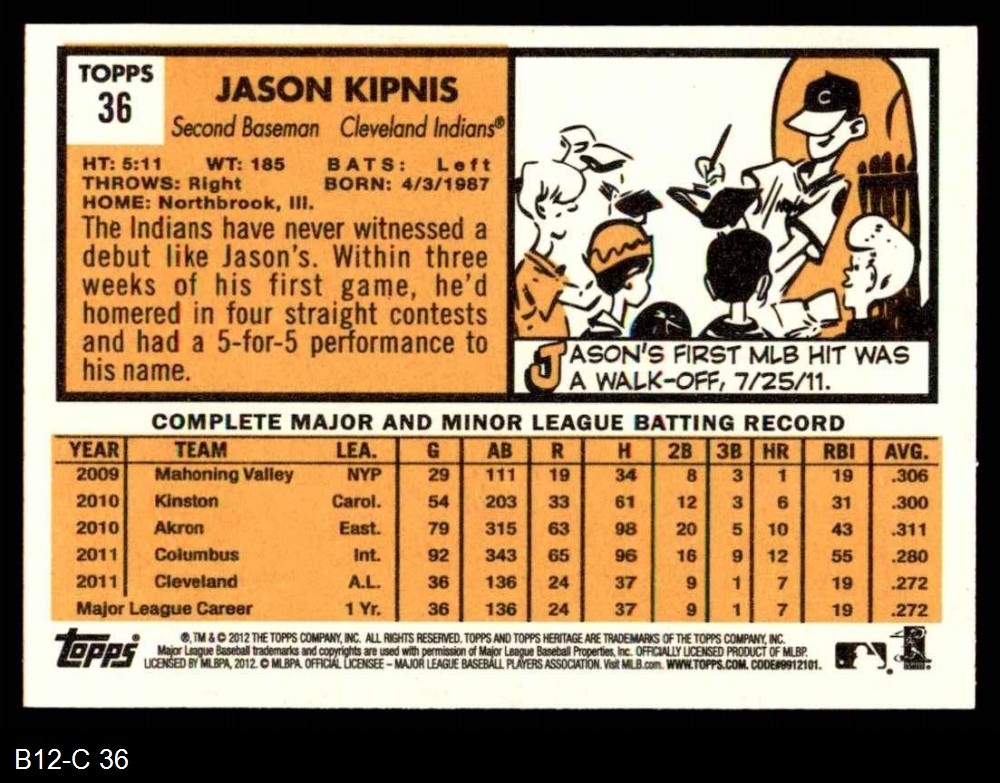 TOPPS
36
JASON KIPNIS
Second Baseman Cleveland Indians®
HT: 5:11 WT: 185 BATS: Left
THROWS: Right BORN: 4/3/1987
HOME: Northbrook, Ill.
The Indians have never witnessed a
debut like Jason's. Within three
weeks of his first game, he'd
homered in four straight contests
and had a 5-for-5 performance to
his name.
C
JASON'S FIRST MLB HIT WAS
A WALK-OFF, 7/25/11.
COMPLETE MAJOR AND MINOR LEAGUE BATTING RECORD
YEAR TEAM LEA. G AB R H 2B 3B HR RBI AVG.
2009 Mahoning Valley NYP 29 111 19 34 8 3 1 19 .306
2010 Kinston Carol. 54 203 33 61 12 3 6 31 .300
2010 Akron East. 79 315 63 98 20 5 10 43 .311
2011 Columbus Int. 92 343 65 96 16 9 12 55 .280
2011 Cleveland A.L. 36 136 24 37 9 1 7 19 .272
Major League Career 1 Yr. 36 136 24 37 9 1 7 19 .272
topps®
®, TM & © 2012 THE TOPPS COMPANY, INC. ALL RIGHTS RESERVED. TOPPS AND TOPPS HERITAGE ARE TRADEMARKS OF THE TOPPS COMPANY, INC.
Major League Baseball trademarks and copyrights are used with permission of Major League Baseball Properties, Inc. OFFICIALLY LICENSED PRODUCT OF MLBP.
LICENSED BY MLBPA, 2012. © MLBPA. OFFICIAL LICENSEE – MAJOR LEAGUE BASEBALL PLAYERS ASSOCIATION. Visit MLB.com. WWW.TOPPS.COM. CODE#9912101.
B12-C 36